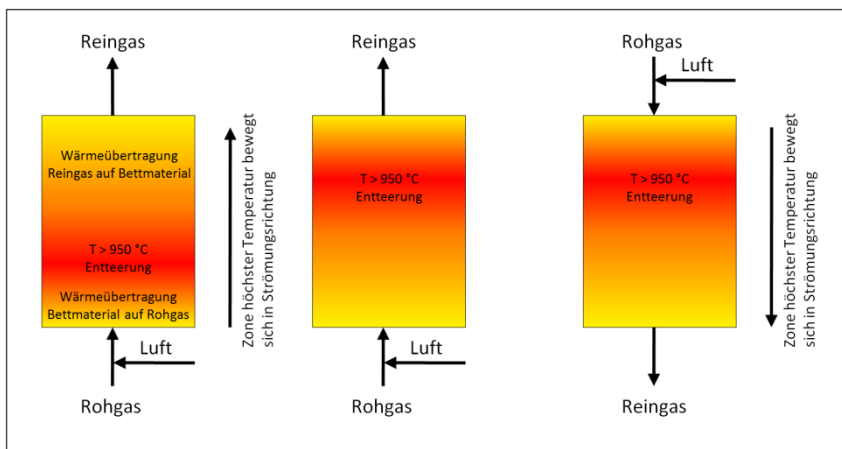 Reingas
Wärmeübertragung
Reingas auf Bettmaterial
T > 950 °C
Entteerung
Wärmeübertragung
Bettmaterial auf Rohgas
Luft
Rohgas
Zone höchster Temperatur bewegt
sich in Strömungsrichtung
Reingas
T > 950 °C
Entteerung
Luft
Rohgas
Rohgas
Luft
T > 950 °C
Entteerung
Reingas
Zone höchster Temperatur bewegt
sich in Strömungsrichtung